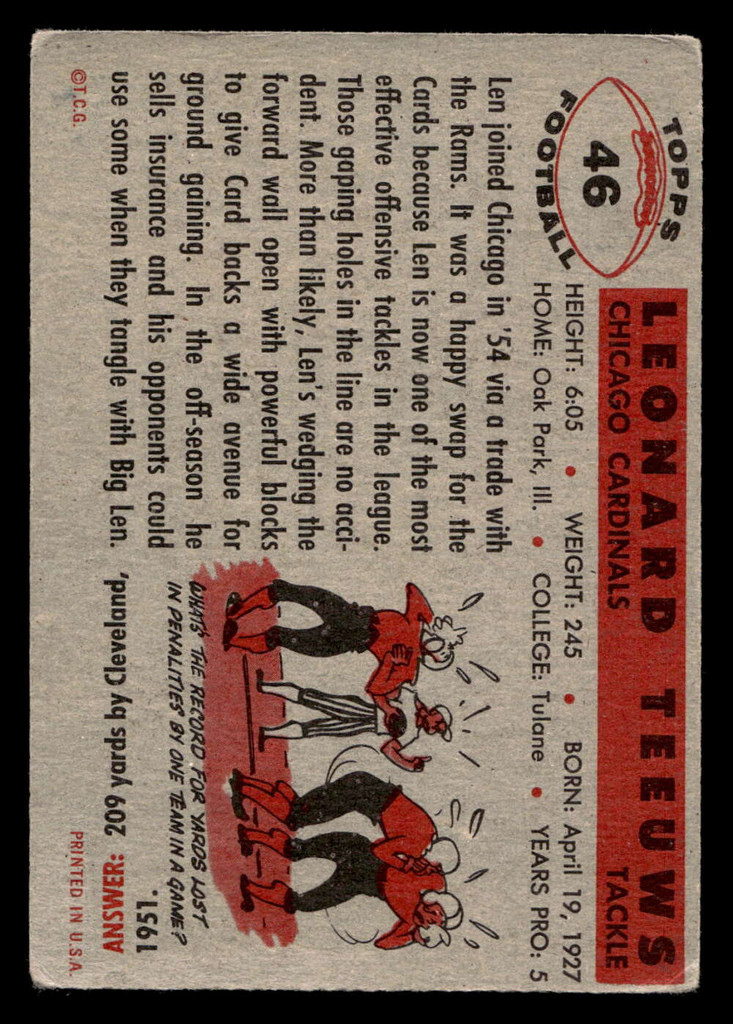 TOPPS
46
FOOTBALL
LEONARD TEEUWS
CHICAGO CARDINALS TACKLE
HEIGHT: 6:05 • WEIGHT: 245 • BORN: April 19, 1927
HOME: Oak Park, Ill. • COLLEGE: Tulane • YEARS PRO: 5
Len joined Chicago in '54 via a trade with
the Rams. It was a happy swap for the
Cards because Len is now one of the most
effective offensive tackles in the league.
Those gaping holes in the line are no acci-
dent. More than likely, Len's wedging the
forward wall open with powerful blocks
to give Card backs a wide avenue for
ground gaining. In the off-season he
sells insurance and his opponents could
use some when they tangle with Big Len.
WHAT'S THE RECORD FOR YARDS LOST
IN PENALITIES BY ONE TEAM IN A GAME?
ANSWER: 209 yards by Cleveland,
1951.
©T.C.G.
PRINTED IN U.S.A.